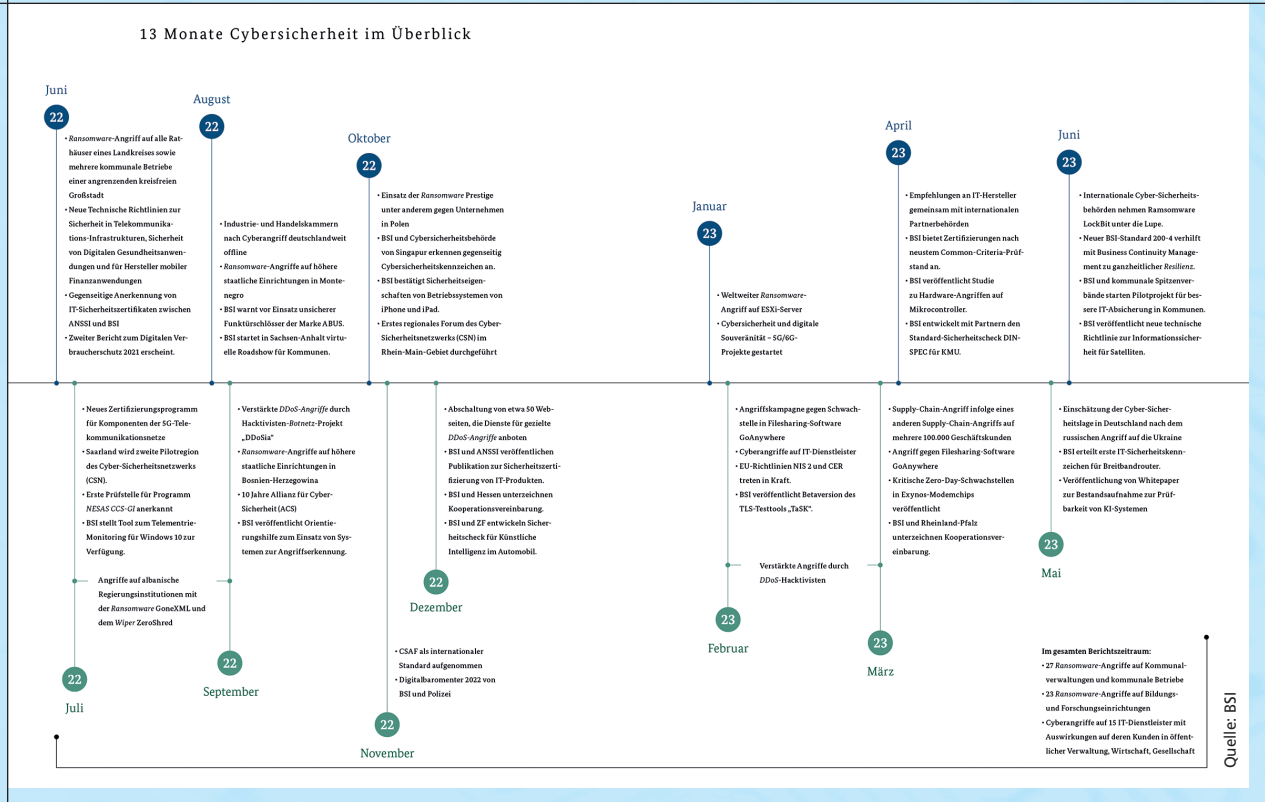 13 Monate Cybersicherheit im Überblick
Juni
22
• Ransomware-Angriff auf alle Rat-
häuser eines Landkreises sowie
mehrere kommunale Betriebe
einer angrenzenden kreisfreien
Großstadt
• Neue Technische Richtlinien zur
Sicherheit in Telekommunika-
tions-Infrastrukturen, Sicherheit
von Digitalen Gesundheitsanwen-
dungen und für Hersteller mobiler
Finanzanwendungen
• Gegenseitige Anerkennung von
IT-Sicherheitszertifikaten zwischen
ANSSI und BSI
• Zweiter Bericht zum Digitalen Ver-
braucherschutz 2021 erscheint.
August
22
• Industrie- und Handelskammern
nach Cyberangriff deutschlandweit
offline
• Ransomware-Angriffe auf höhere
staatliche Einrichtungen in Monte-
negro
• BSI warnt vor Einsatz unsicherer
Funktürschlösser der Marke ABUS.
• BSI startet in Sachsen-Anhalt virtu-
elle Roadshow für Kommunen.
Oktober
22
• Einsatz der Ransomware Prestige
unter anderem gegen Unternehmen
in Polen
• BSI und Cybersicherheitsbehörde
von Singapur erkennen gegenseitig
Cybersicherheitskennzeichen an.
• BSI bestätigt Sicherheitseigen-
schaften von Betriebssystemen von
iPhone und iPad.
• Erstes regionales Forum des Cyber-
Sicherheitsnetzwerks (CSN) im
Rhein-Main-Gebiet durchgeführt
Januar
23
• Weltweiter Ransomware-
Angriff auf ESXi-Server
• Cybersicherheit und digitale
Souveränität – 5G/6G-
Projekte gestartet
April
23
• Empfehlungen an IT-Hersteller
gemeinsam mit internationalen
Partnerbehörden
• BSI bietet Zertifizierungen nach
neustem Common-Criteria-Prüf-
stand an.
• BSI veröffentlicht Studie
zu Hardware-Angriffen auf
Mikrocontroller.
• BSI entwickelt mit Partnern den
Standard-Sicherheitscheck DIN-
SPEC für KMU.
Juni
23
• Internationale Cyber-Sicherheits-
behörden nehmen Ramsomware
LockBit unter die Lupe.
• Neuer BSI-Standard 200-4 verhilft
mit Business Continuity Manage-
ment zu ganzheitlicher Resilienz.
• BSI und kommunale Spitzenver-
bände starten Pilotprojekt für bes-
sere IT-Absicherung in Kommunen.
• BSI veröffentlicht neue technische
Richtlinie zur Informationssicher-
heit für Satelliten.
• Neues Zertifizierungsprogramm
für Komponenten der 5G-Tele-
kommunikationsnetze
• Saarland wird zweite Pilotregion
des Cyber-Sicherheitsnetzwerks
(CSN).
• Erste Prüfstelle für Programm
NESAS CCS-GI anerkannt
• BSI stellt Tool zum Telemetrie-
Monitoring für Windows 10 zur
Verfügung.
Angriffe auf albanische
Regierungsinstitutionen mit
der Ransomware GoneXML und
dem Wiper ZeroShred
22
Juli
• Verstärkte DDoS-Angriffe durch
Hacktivisten-Botnetz-Projekt
„DDoSia"
• Ransomware-Angriffe auf höhere
staatliche Einrichtungen in
Bosnien-Herzegowina
• 10 Jahre Allianz für Cyber-
Sicherheit (ACS)
• BSI veröffentlicht Orientie-
rungshilfe zum Einsatz von Sys-
temen zur Angriffserkennung.
22
September
• CSAF als internationaler
Standard aufgenommen
• Digitalbarometer 2022 von
BSI und Polizei
22
November
• Abschaltung von etwa 50 Web-
seiten, die Dienste für gezielte
DDoS-Angriffe anboten
• BSI und ANSSI veröffentlichen
Publikation zur Sicherheitszerti-
fizierung von IT-Produkten.
• BSI und Hessen unterzeichnen
Kooperationsvereinbarung.
• BSI und ZF entwickeln Sicher-
heitscheck für Künstliche
Intelligenz im Automobil.
22
Dezember
• Angriffskampagne gegen Schwach-
stelle in Filesharing-Software
GoAnywhere
• Cyberangriffe auf IT-Dienstleister
• EU-Richtlinien NIS 2 und CER
treten in Kraft.
• BSI veröffentlicht Betaversion des
TLS-Testtools „TaSK".
Verstärkte Angriffe durch
DDoS-Hacktivisten
23
Februar
• Supply-Chain-Angriff infolge eines
anderen Supply-Chain-Angriffs auf
mehrere 100.000 Geschäftskunden
• Angriff gegen Filesharing-Software
GoAnywhere
• Kritische Zero-Day-Schwachstellen
in Exynos-Modemchips
veröffentlicht
• BSI und Rheinland-Pfalz
unterzeichnen Kooperationsver-
einbarung.
23
März
• Einschätzung der Cyber-Sicher-
heitslage in Deutschland nach dem
russischen Angriff auf die Ukraine
• BSI erteilt erste IT-Sicherheitskenn-
zeichen für Breitbandrouter.
• Veröffentlichung von Whitepaper
zur Bestandsaufnahme zur Prüf-
barkeit von KI-Systemen
23
Mai
Im gesamten Berichtszeitraum:
• 27 Ransomware-Angriffe auf Kommunal-
verwaltungen und kommunale Betriebe
• 23 Ransomware-Angriffe auf Bildungs-
und Forschungseinrichtungen
• Cyberangriffe auf 15 IT-Dienstleister mit
Auswirkungen auf deren Kunden in öffent-
licher Verwaltung, Wirtschaft, Gesellschaft
Quelle: BSI